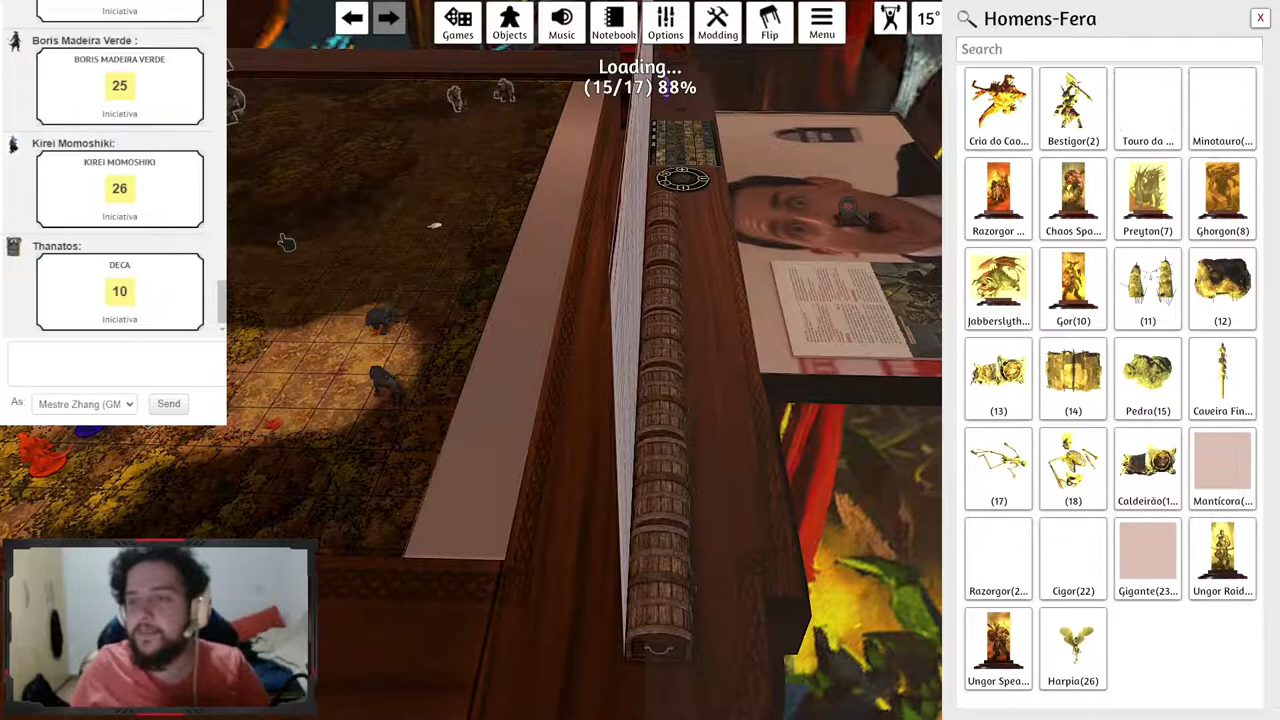 Boris Madeira Verde :
BORIS MADEIRA VERDE
25
Iniciativa
Kirei Momoshiki:
KIREI MOMOSHIKI
26
Iniciativa
Thanatos:
DECA
10
Iniciativa
As: Mestre Zhang (GM
Send
Games Objects Music Notebook Options Modding Flip Menu
15°
Loading...
(15/17) 88%
Homens-Fera
X
Search
Cria do Cao... Bestigor(2) Touro da ... Minotauro(...
Razorgor ... Chaos Spa... Preyton(7) Ghorgon(8)
Jabberslyth... Gor(10) (11) (12)
(13) (14) Pedra(15) Caveira Fin...
(17) (18) Caldeirão(1... Mantícora(...
Razorgor(2... Cigor(22) Gigante(23... Ungor Raid...
Ungor Spea... Harpia(26)